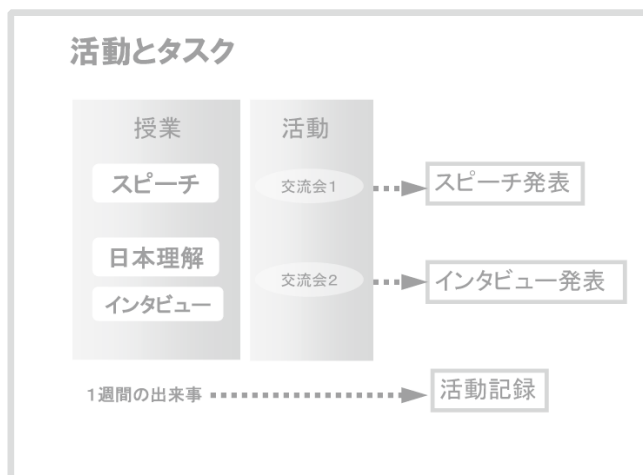 活動とタスク
授業
活動
スピーチ
交流会1
スピーチ発表
日本理解
インタビュー
交流会2
インタビュー発表
1週間の出来事
活動記録